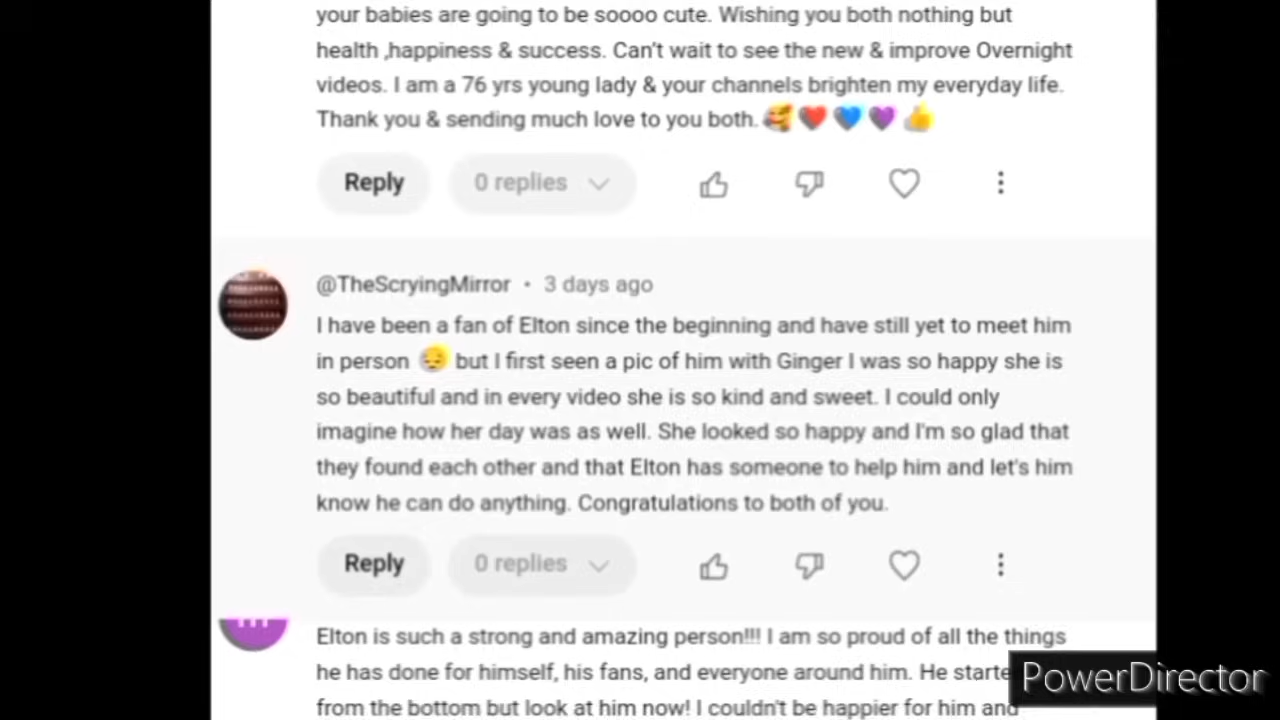 your babies are going to be soooo cute. Wishing you both nothing but
health ,happiness & success. Can't wait to see the new & improve Overnight
videos. I am a 76 yrs young lady & your channels brighten my everyday life.
Thank you & sending much love to you both. 🥰❤️💙💜👍
Reply 0 replies
@TheScryingMirror • 3 days ago
I have been a fan of Elton since the beginning and have still yet to meet him
in person 😔 but I first seen a pic of him with Ginger I was so happy she is
so beautiful and in every video she is so kind and sweet. I could only
imagine how her day was as well. She looked so happy and I'm so glad that
they found each other and that Elton has someone to help him and let's him
know he can do anything. Congratulations to both of you.
Reply 0 replies
Elton is such a strong and amazing person!!! I am so proud of all the things
he has done for himself, his fans, and everyone around him. He starte
from the bottom but look at him now! I couldn't be happier for him and
PowerDirector